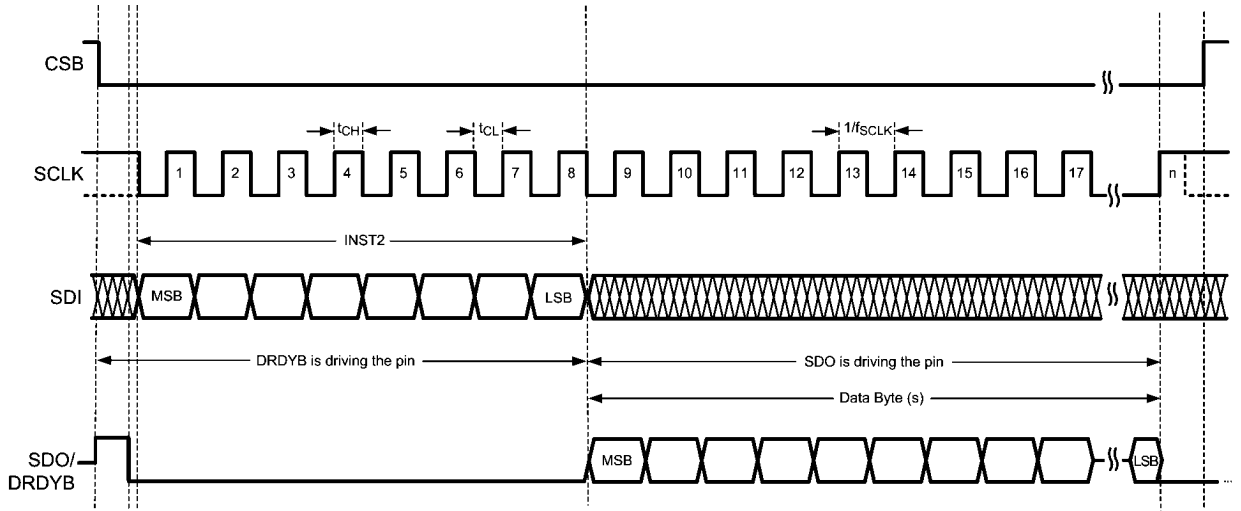 CSB
tCH
tCL
1/fSCLK
SCLK
1 2 3 4 5 6 7 8 9 10 11 12 13 14 15 16 17 n
INST2
SDI
MSB LSB
DRDYB is driving the pin
SDO is driving the pin
Data Byte (s)
SDO/
DRDYB
MSB LSB
...